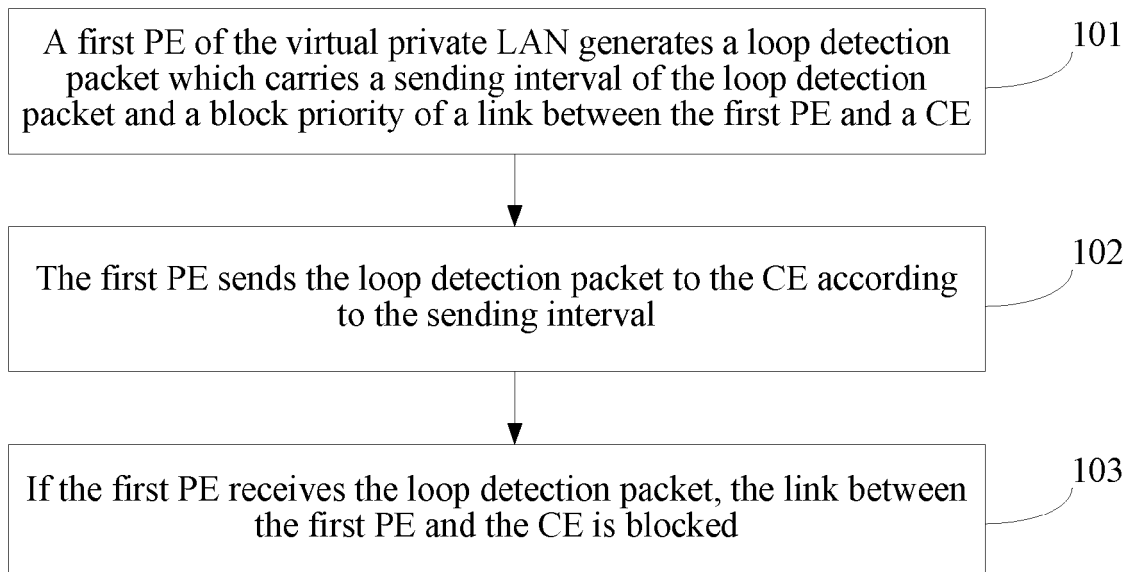 A first PE of the virtual private LAN generates a loop detection
packet which carries a sending interval of the loop detection
packet and a block priority of a link between the first PE and a CE
101
The first PE sends the loop detection packet to the CE according
to the sending interval
102
If the first PE receives the loop detection packet, the link between
the first PE and the CE is blocked
103